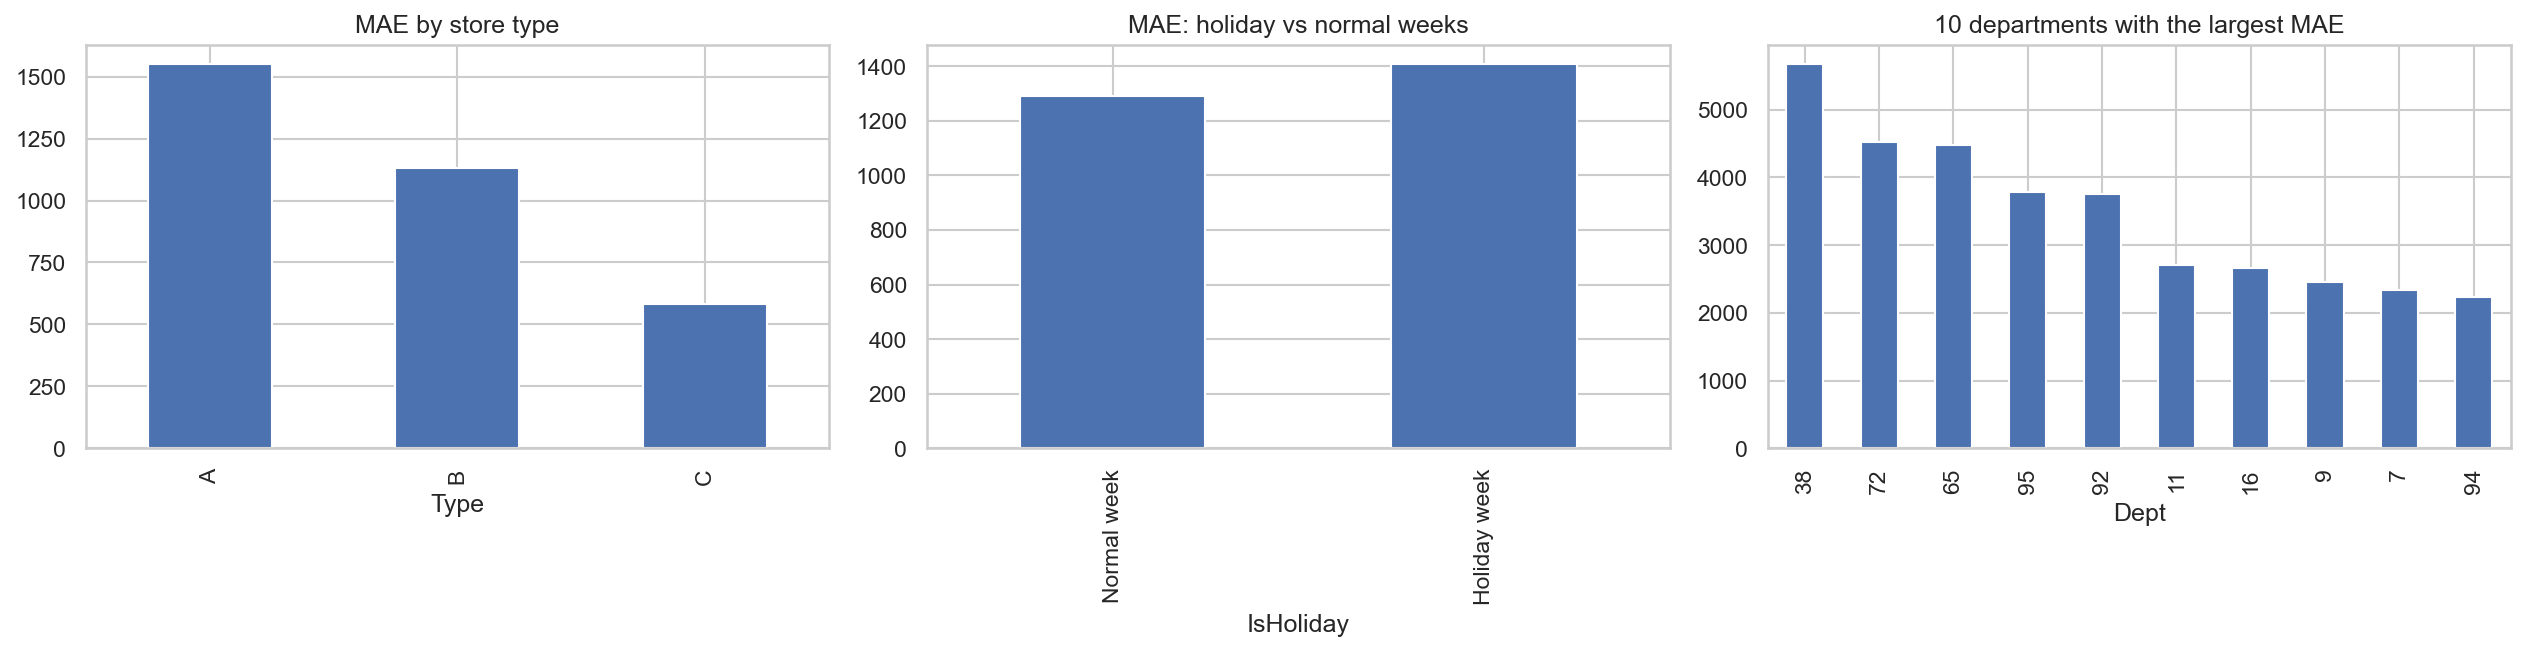 MAE by store type
1500
1250
1000
750
500
250
0
A
B
C
Type
MAE: holiday vs normal weeks
1400
1200
1000
800
600
400
200
0
Normal week
Holiday week
IsHoliday
10 departments with the largest MAE
5000
4000
3000
2000
1000
0
38
72
65
95
92
11
16
9
7
94
Dept